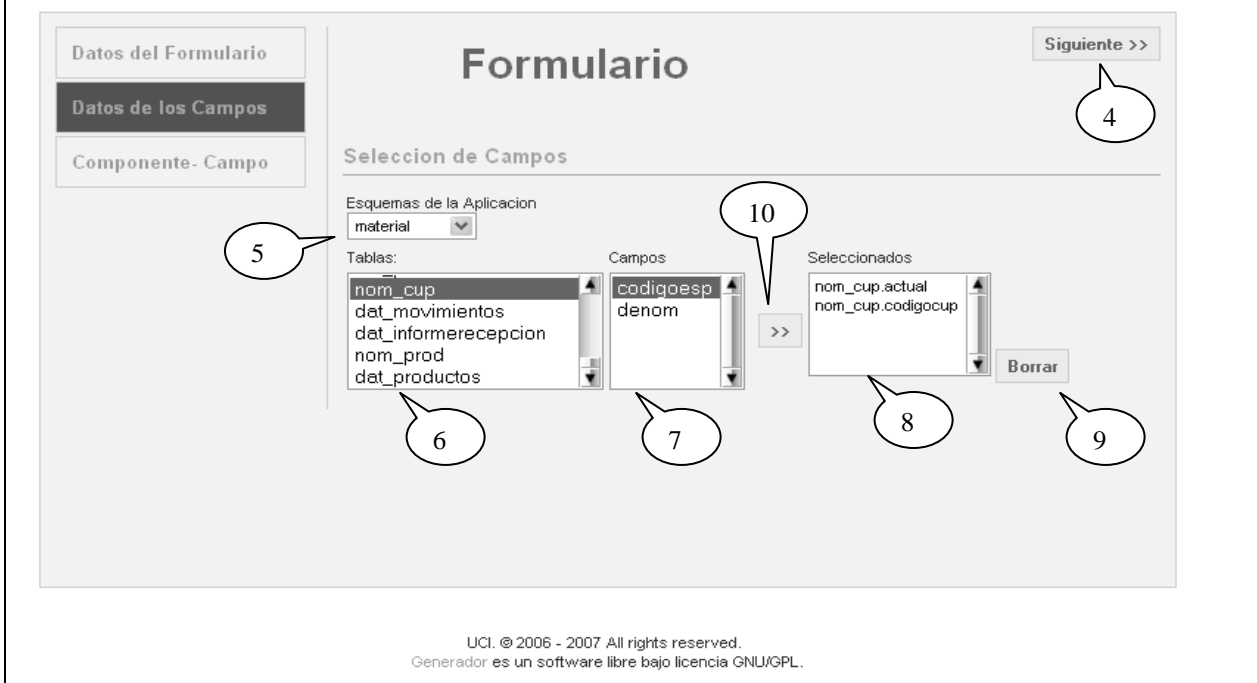 Datos del Formulario
Datos de los Campos
Componente- Campo
Formulario
Siguiente >>
4
Seleccion de Campos
Esquemas de la Aplicacion
material
5
10
Tablas:
nom_cup
dat_movimientos
dat_informerecepcion
nom_prod
dat_productos
6
Campos
codigoesp
denom
7
>>
Seleccionados
nom_cup.actual
nom_cup.codigocup
8
Borrar
9
UCI. © 2006 - 2007 All rights reserved.
Generador es un software libre bajo licencia GNU/GPL.